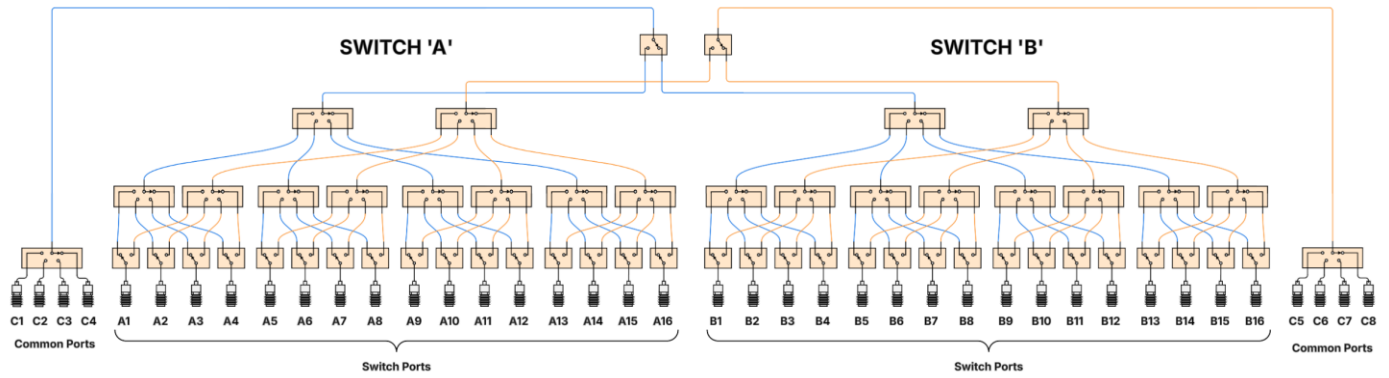 SWITCH 'A' SWITCH 'B'
C1 C2 C3 C4 A1 A2 A3 A4 A5 A6 A7 A8 A9 A10 A11 A12 A13 A14 A15 A16 B1 B2 B3 B4 B5 B6 B7 B8 B9 B10 B11 B12 B13 B14 B15 B16 C5 C6 C7 C8
Common Ports Common Ports
Switch Ports Switch Ports